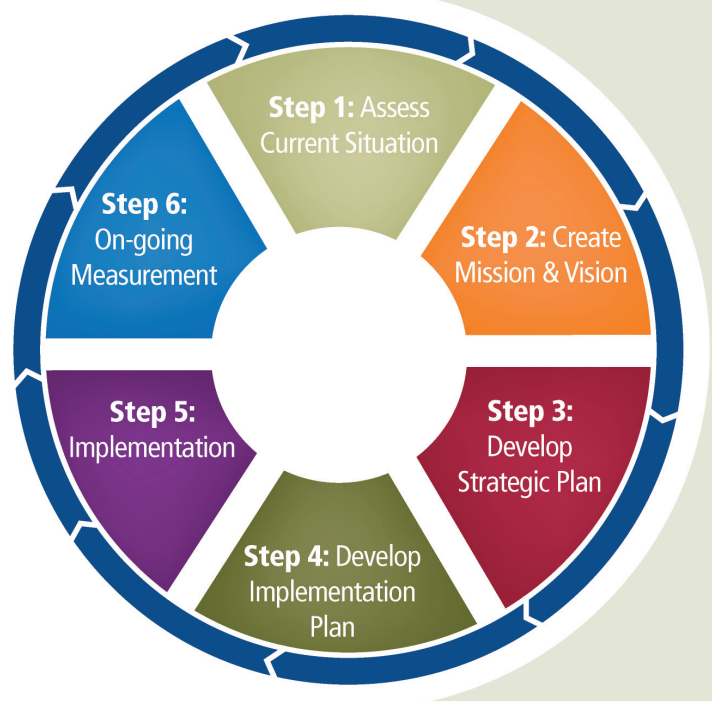 Step 1: Assess
Current Situation
Step 2: Create
Mission & Vision
Step 3:
Develop
Strategic Plan
Step 4: Develop
Implementation
Plan
Step 5:
Implementation
Step 6:
On-going
Measurement